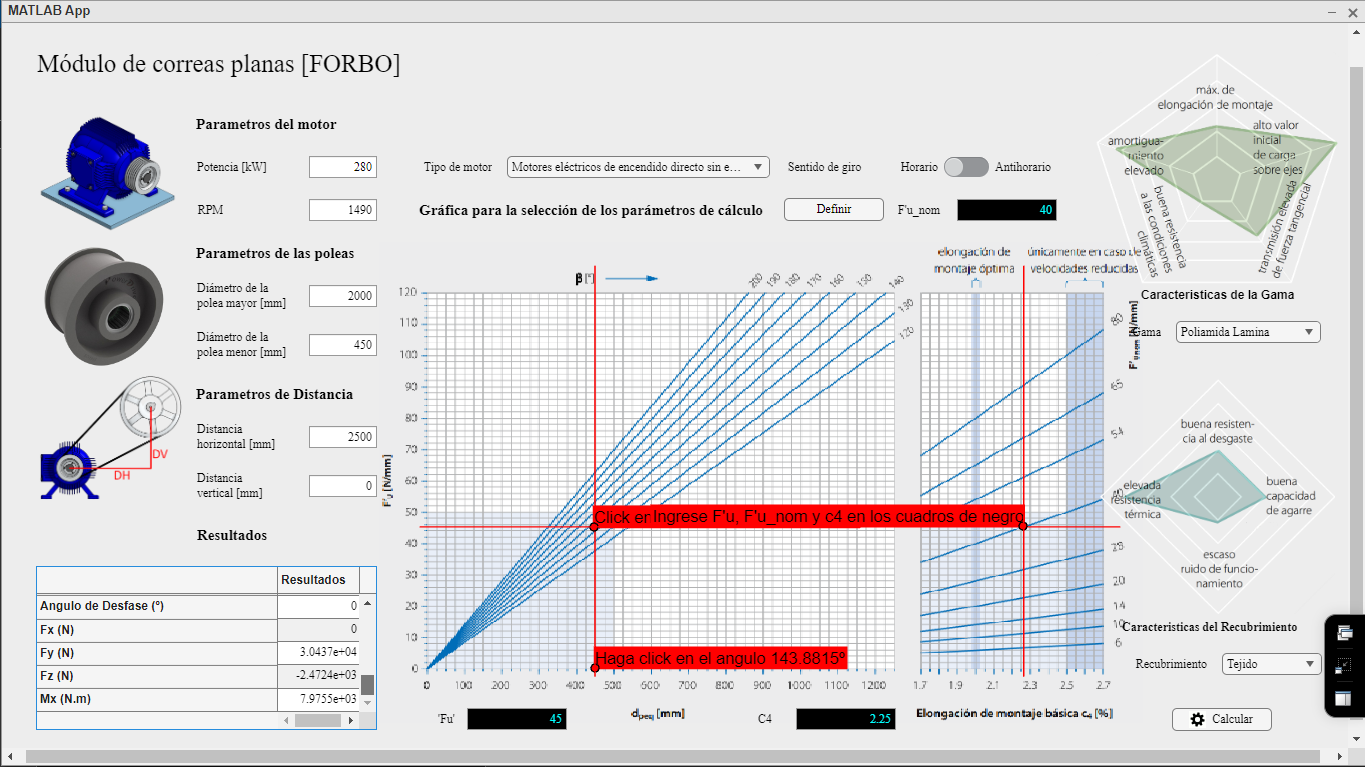 MATLAB App
Módulo de correas planas [FORBO]
Parametros del motor
Potencia [kW]
280
RPM
1490
Tipo de motor
Motores eléctricos de encendido directo sin e...
Sentido de giro
Horario
Antihorario
Gráfica para la selección de los parámetros de cálculo
Definir
F'u_nom
40
Parametros de las poleas
Diámetro de la
polea mayor [mm]
2000
Diámetro de la
polea menor [mm]
450
Parametros de Distancia
Distancia
horizontal [mm]
2500
Distancia
vertical [mm]
0
DV
DH
Resultados
Resultados
Angulo de Desfase (°)
0
Fx (N)
0
Fy (N)
3.0437e+04
Fz (N)
-2.4724e+03
Mx (N.m)
7.9755e+03
β [°]
200 190 180 170 160 150 140
130
120
120
110
100
90
80
70
60
50
40
30
20
10
0
F'u [N/mm]
0 100 200 300 400 500 600 700 800 900 1000 1100 1200
[mm]
Click en
Ingrese F'u, F'u_nom y c4 en los cuadros de negro
Haga click en el angulo 143.8815°
'Fu'
45
C4
2.25
elongación de
montaje óptima
únicamente en caso de
velocidades reducidas
[N/mm]
80
65
54
28
20
14
10
6
1.7 1.9 2.1 2.3 2.5 2.7
Elongación de montaje básica c₄ [%]
máx. de
elongación de montaje
alto valor
inicial
de carga
sobre ejes
transmisión elevada
de fuerza tangencial
buena resistencia
a las condiciones
climáticas
amortigua-
miento
elevado
Caracteristicas de la Gama
Gama
Poliamida Lamina
buena resisten-
cia al desgaste
buena
capacidad
de agarre
escaso
ruido de funcio-
namiento
elevada
resistencia
térmica
Caracteristicas del Recubrimiento
Recubrimiento
Tejido
Calcular